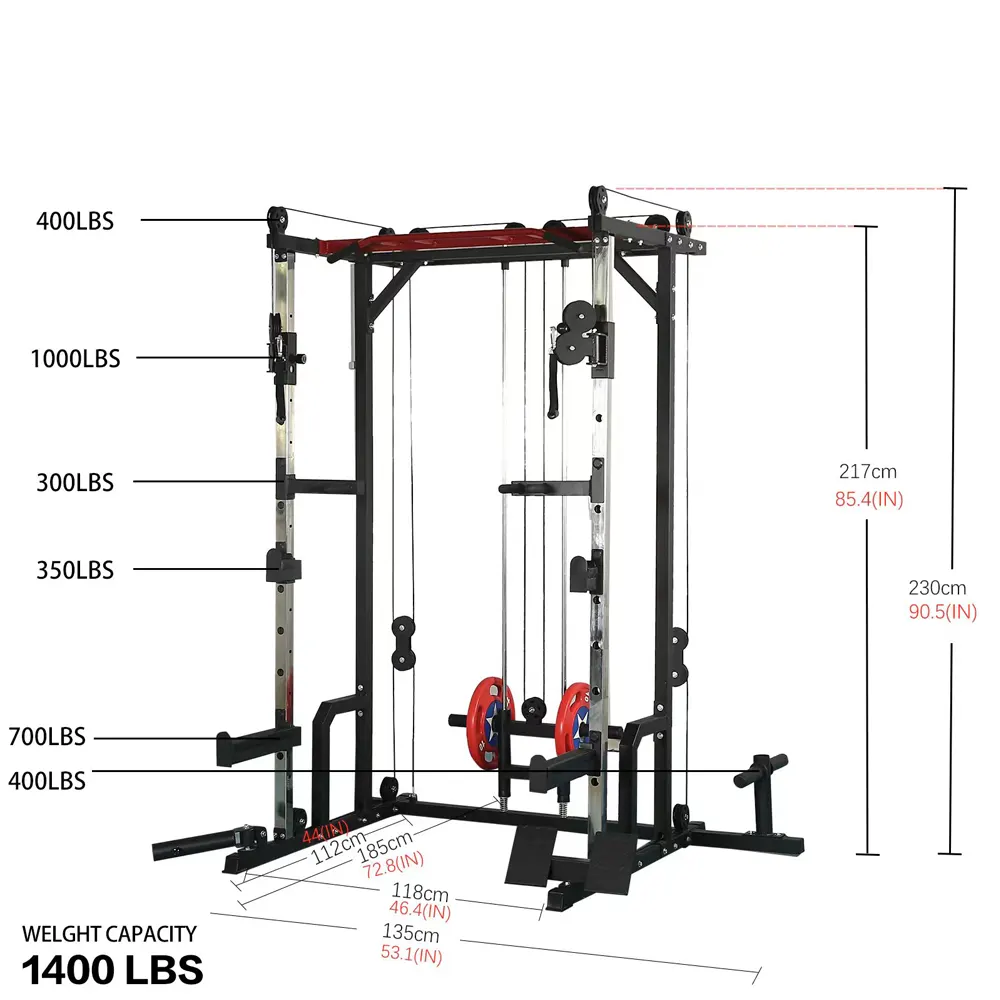 400LBS
1000LBS
300LBS
350LBS
700LBS
400LBS
217cm
85.4(IN)
230cm
90.5(IN)
44(IN)
112cm
185cm
72.8(IN)
118cm
46.4(IN)
135cm
53.1(IN)
WELGHT CAPACITY
1400 LBS